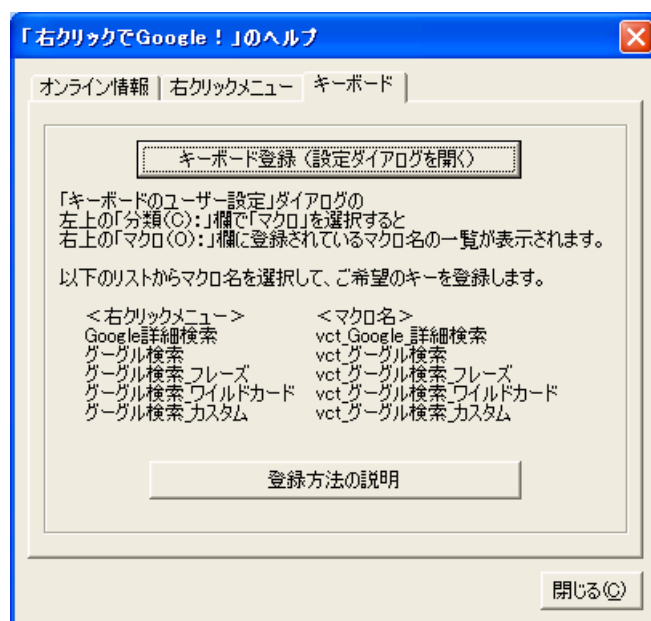 「右クリックでGoogle！」のヘルプ
オンライン情報
右クリックメニュー
キーボード
キーボード登録（設定ダイアログを開く）
「キーボードのユーザー設定」ダイアログの
左上の「分類(C):」欄で「マクロ」を選択すると
右上の「マクロ(O):」欄に登録されているマクロ名の一覧が表示されます。
以下のリストからマクロ名を選択して、ご希望のキーを登録します。
＜右クリックメニュー＞ ＜マクロ名＞
Google詳細検索 vct_Google_詳細検索
グーグル検索 vct_グーグル検索
グーグル検索_フレーズ vct_グーグル検索_フレーズ
グーグル検索_ワイルドカード vct_グーグル検索_ワイルドカード
グーグル検索_カスタム vct_グーグル検索_カスタム
登録方法の説明
閉じる(C)